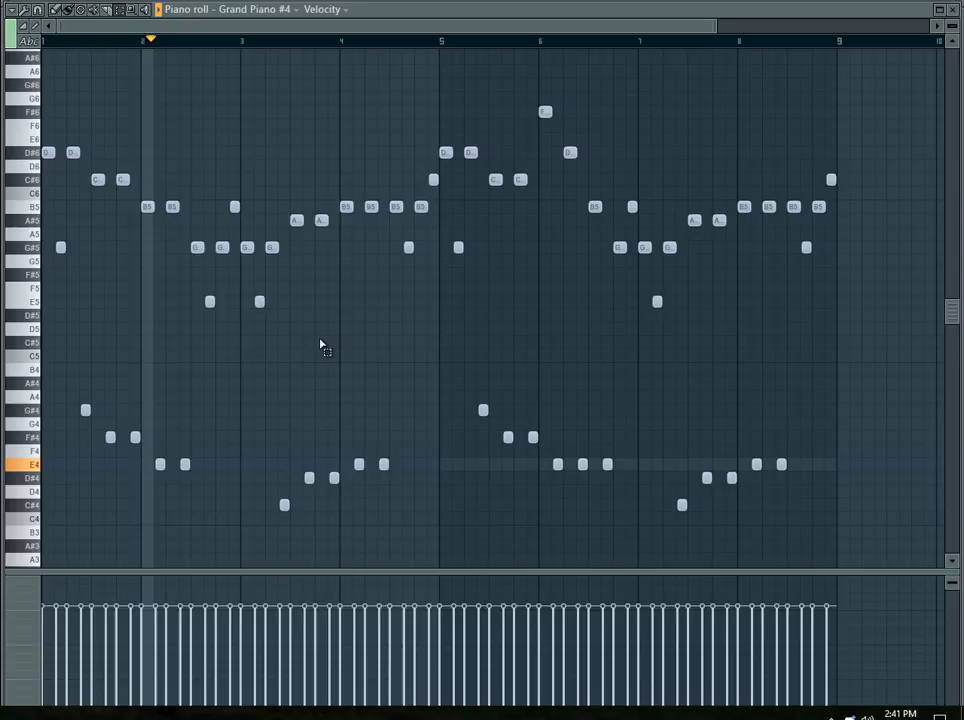 Piano roll - Grand Piano #4 - Velocity
Abc 1 2 3 4 5 6 7 8 9 10
A#6
A6
G#6
G6
F#6 F..
F6
E6
D#6 D.. D.. D.. D.. D..
D6
C#6 C.. C.. C.. C..
C6
B5 B5 B5 B5 B5 B5 B5 B5 B5 B5 B5 B5
A#5 A... A... A... A...
A5
G#5 G... G... G... G... G... G... G...
G5
F#5
F5
E5
D#5
D5
C#5
C5
B4
A#4
A4
G#4
G4
F#4
F4
E4
D#4
D4
C#4
C4
B3
A#3
A3
2:41 PM